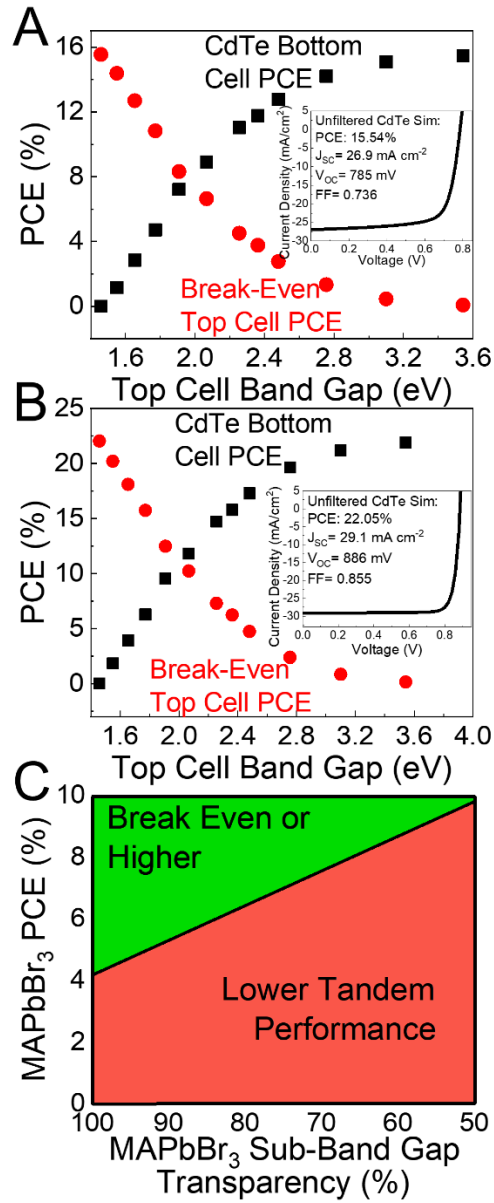 A
16
12
8
4
0
PCE (%)
CdTe Bottom
Cell PCE
Break-Even
Top Cell PCE
Current Density (mA/cm²)
5
0
-5
-10
-15
-20
-25
-30
Unfiltered CdTe Sim:
PCE: 15.54%
J_SC= 26.9 mA cm⁻²
V_OC= 785 mV
FF= 0.736
0.0 0.2 0.4 0.6 0.8
Voltage (V)
1.6 2.0 2.4 2.8 3.2 3.6
Top Cell Band Gap (eV)
B
25
20
15
10
5
0
PCE (%)
CdTe Bottom
Cell PCE
Break-Even
Top Cell PCE
Current Density (mA/cm²)
5
0
-5
-10
-15
-20
-25
-30
Unfiltered CdTe Sim:
PCE: 22.05%
J_SC= 29.1 mA cm⁻²
V_OC= 886 mV
FF= 0.855
0.0 0.2 0.4 0.6 0.8
Voltage (V)
1.6 2.0 2.4 2.8 3.2 3.6 4.0
Top Cell Band Gap (eV)
C
10
8
6
4
2
0
MAPbBr₃ PCE (%)
Break Even or
Higher
Lower Tandem
Performance
100 90 80 70 60 50
MAPbBr₃ Sub-Band Gap
Transparency (%)